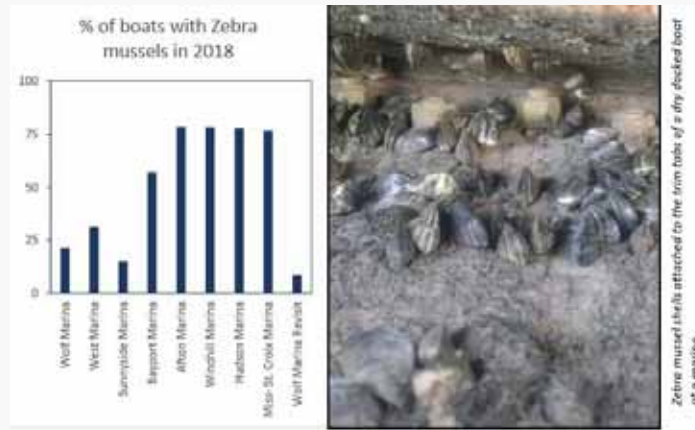 % of boats with Zebra
mussels in 2018
100
75
50
25
0
Wolf Marina
West Marina
Sunnyside Marina
Bayport Marina
Afton Marina
Windmill Marina
Hudson Marina
Miss- St. Croix Marina
Wolf Marina Revisit
Zebra mussel shells attached to the trim tabs of a dry docked boat
at a marina